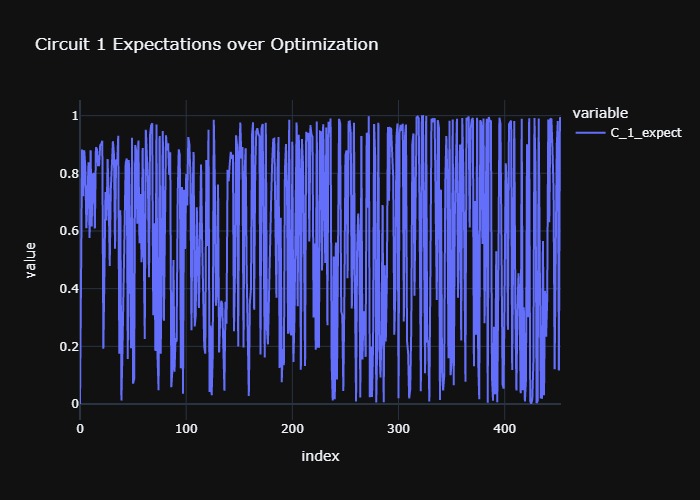 Circuit 1 Expectations over Optimization
variable
C_1_expect
1
0.8
0.6
0.4
0.2
0
value
0 100 200 300 400
index